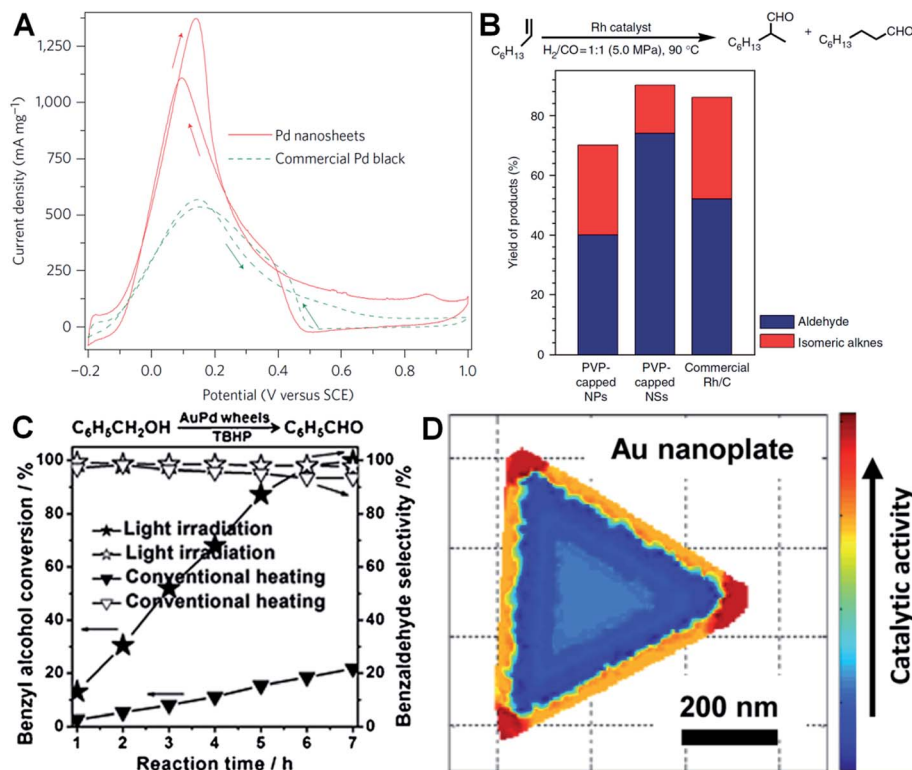 A
1,250
1,000
750
500
250
0
Current density (mA mg⁻¹)
Pd nanosheets
Commercial Pd black
−0.2
0.0
0.2
0.4
0.6
0.8
1.0
Potential (V versus SCE)
B
C₆H₁₃
Rh catalyst
H₂/CO=1:1 (5.0 MPa), 90 °C
CHO
C₆H₁₃
+
C₆H₁₃
CHO
80
60
40
20
0
Yield of products (%)
Aldehyde
Isomeric alknes
PVP-capped NPs
PVP-capped NSs
Commercial Rh/C
C
C₆H₅CH₂OH
AuPd wheels
TBHP
C₆H₅CHO
100
80
60
40
20
0
Benzyl alcohol conversion / %
Light irradiation
Light irradiation
Conventional heating
Conventional heating
100
80
60
40
20
0
Benzaldehyde selectivity /%
1 2 3 4 5 6 7
Reaction time / h
D
Au nanoplate
200 nm
Catalytic activity